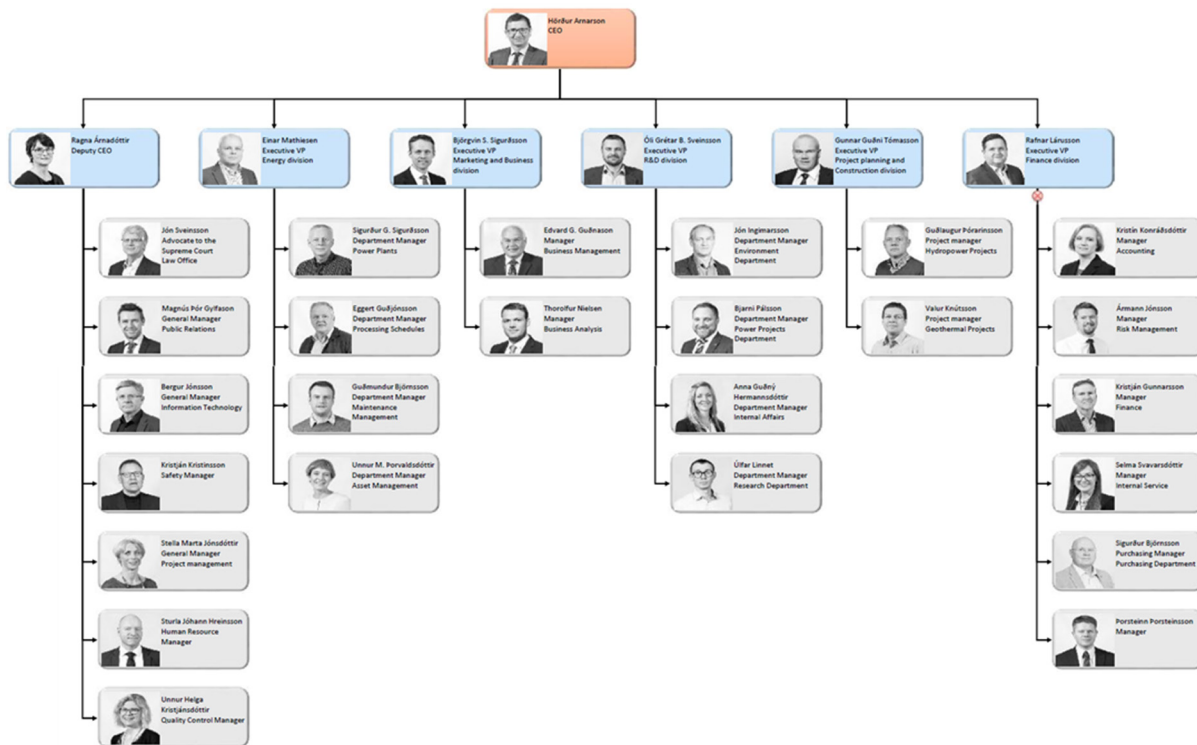 Hörður Arnarson
CEO
Ragna Árnadóttir
Deputy CEO
Einar Mathiesen
Executive VP
Energy division
Björgvin S. Sigurðsson
Executive VP
Marketing and Business
division
Óli Grétar B. Sveinsson
Executive VP
R&D division
Gunnar Guðni Tómasson
Executive VP
Project planning and
Construction division
Rafnar Lárusson
Executive VP
Finance division
Jón Sveinsson
Advocate to the
Supreme Court
Law Office
Magnús Þór Gylfason
General Manager
Public Relations
Bergur Jónsson
General Manager
Information Technology
Kristján Kristinsson
Safety Manager
Stella Marta Jónsdóttir
General Manager
Project management
Sturla Jóhann Hreinsson
Human Resource
Manager
Unnur Helga
Kristjánsdóttir
Quality Control Manager
Sigurður G. Sigurðsson
Department Manager
Power Plants
Eggert Guðjónsson
Department Manager
Processing Schedules
Guðmundur Björnsson
Department Manager
Maintenance
Management
Unnur M. Þorvaldsdóttir
Department Manager
Asset Management
Edvard G. Guðnason
Manager
Business Management
Thorolfur Nielsen
Manager
Business Analysis
Jón Ingimarsson
Department Manager
Environment
Department
Bjarni Pálsson
Department Manager
Power Projects
Department
Anna Guðný
Hermannsdóttir
Department Manager
Internal Affairs
Úlfar Linnet
Department Manager
Research Department
Guðlaugur Þórarinsson
Project manager
Hydropower Projects
Valur Knútsson
Project manager
Geothermal Projects
Kristín Konráðsdóttir
Manager
Accounting
Ármann Jónsson
Manager
Risk Management
Kristján Gunnarsson
Manager
Finance
Selma Svavarsdóttir
Manager
Internal Service
Sigurður Björnsson
Purchasing Manager
Purchasing Department
Þorsteinn Þorsteinsson
Manager